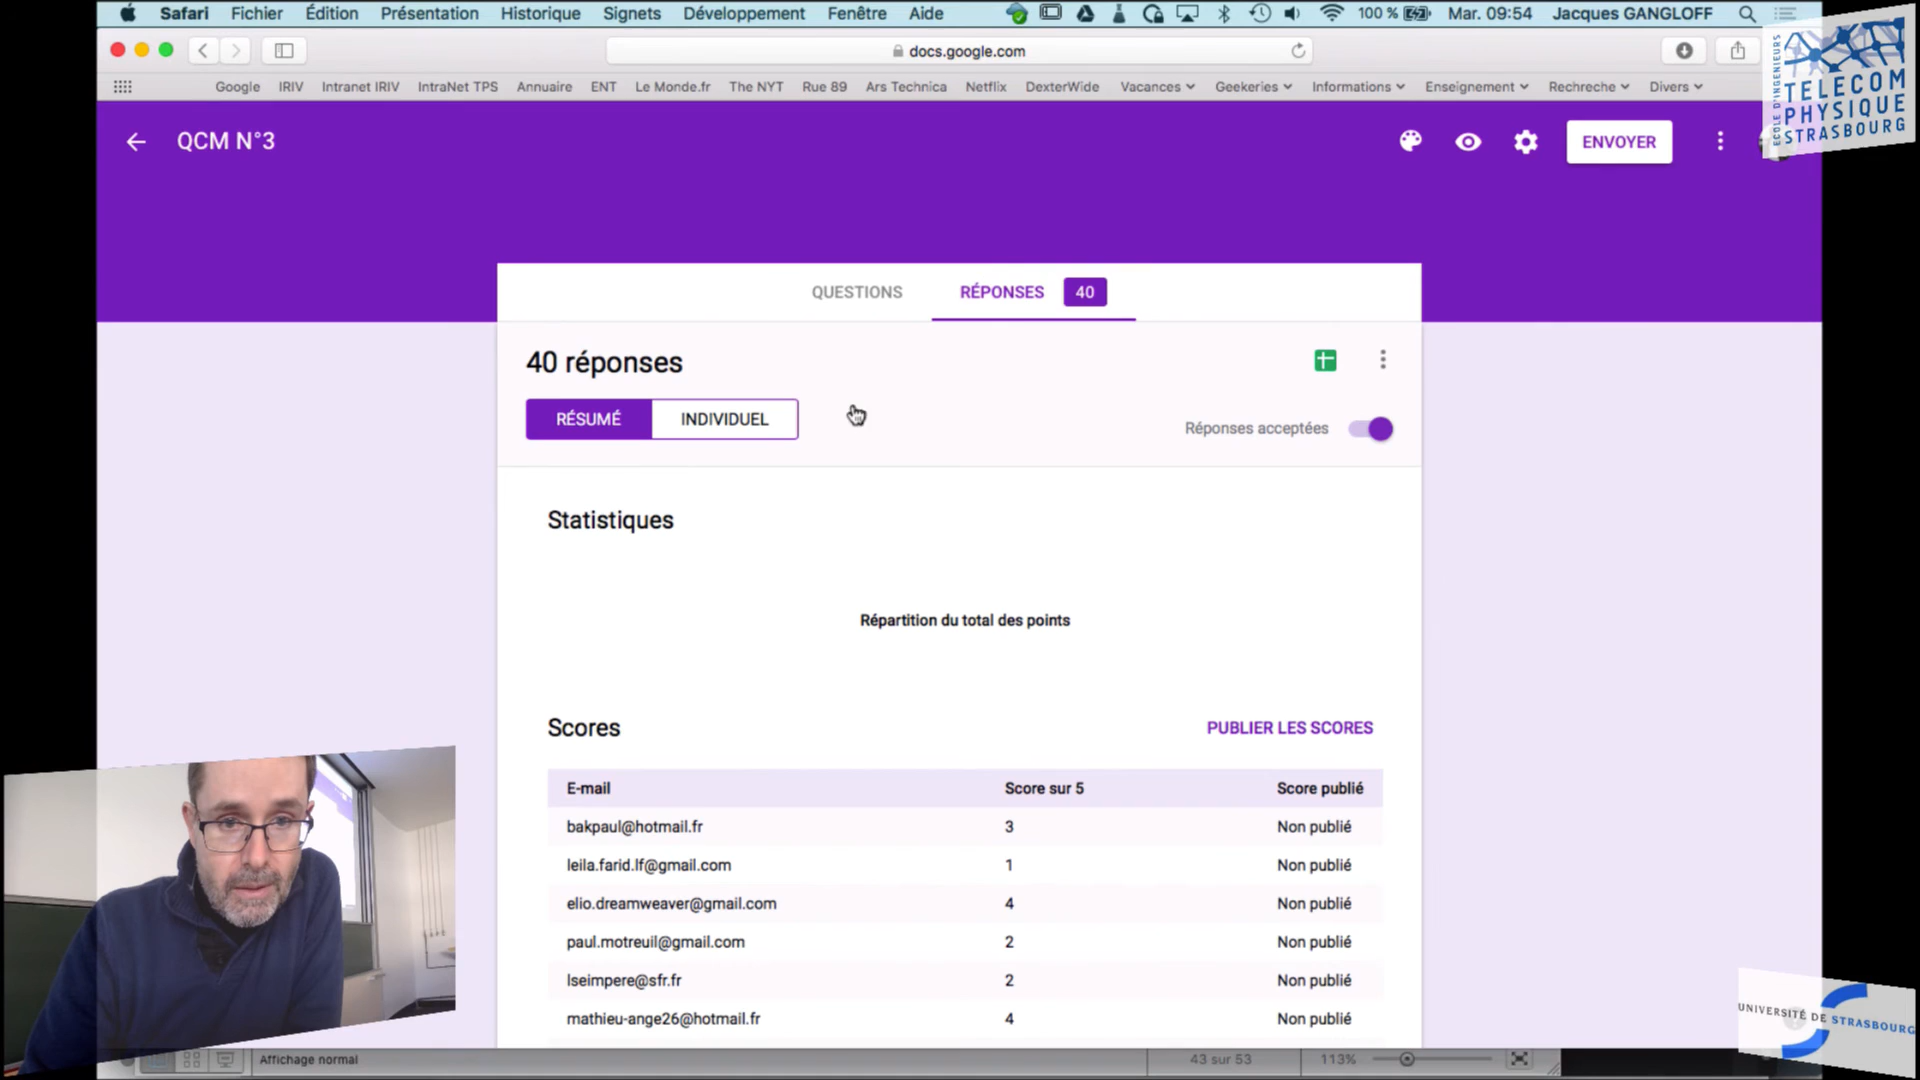 Safari Fichier Édition Présentation Historique Signets Développement Fenêtre Aide 100 % Mar. 09:54 Jacques GANGLOFF
docs.google.com
Google IRIV Intranet IRIV IntraNet TPS Annuaire ENT Le Monde.fr The NYT Rue 89 Ars Technica Netflix DexterWide Vacances Geekeries Informations Enseignement Recherche Divers
ECOLE D'INGENIEURS
TELECOM
PHYSIQUE
STRASBOURG
QCM N°3
ENVOYER
QUESTIONS RÉPONSES 40
40 réponses
RÉSUMÉ INDIVIDUEL
Réponses acceptées
Statistiques
Répartition du total des points
Scores
PUBLIER LES SCORES
E-mail Score sur 5 Score publié
bakpaul@hotmail.fr 3 Non publié
leila.farid.lf@gmail.com 1 Non publié
elio.dreamweaver@gmail.com 4 Non publié
paul.motreuil@gmail.com 2 Non publié
lseimpere@sfr.fr 2 Non publié
mathieu-ange26@hotmail.fr 4 Non publié
UNIVERSITÉ DE STRASBOURG
Affichage normal 43 sur 53 113%